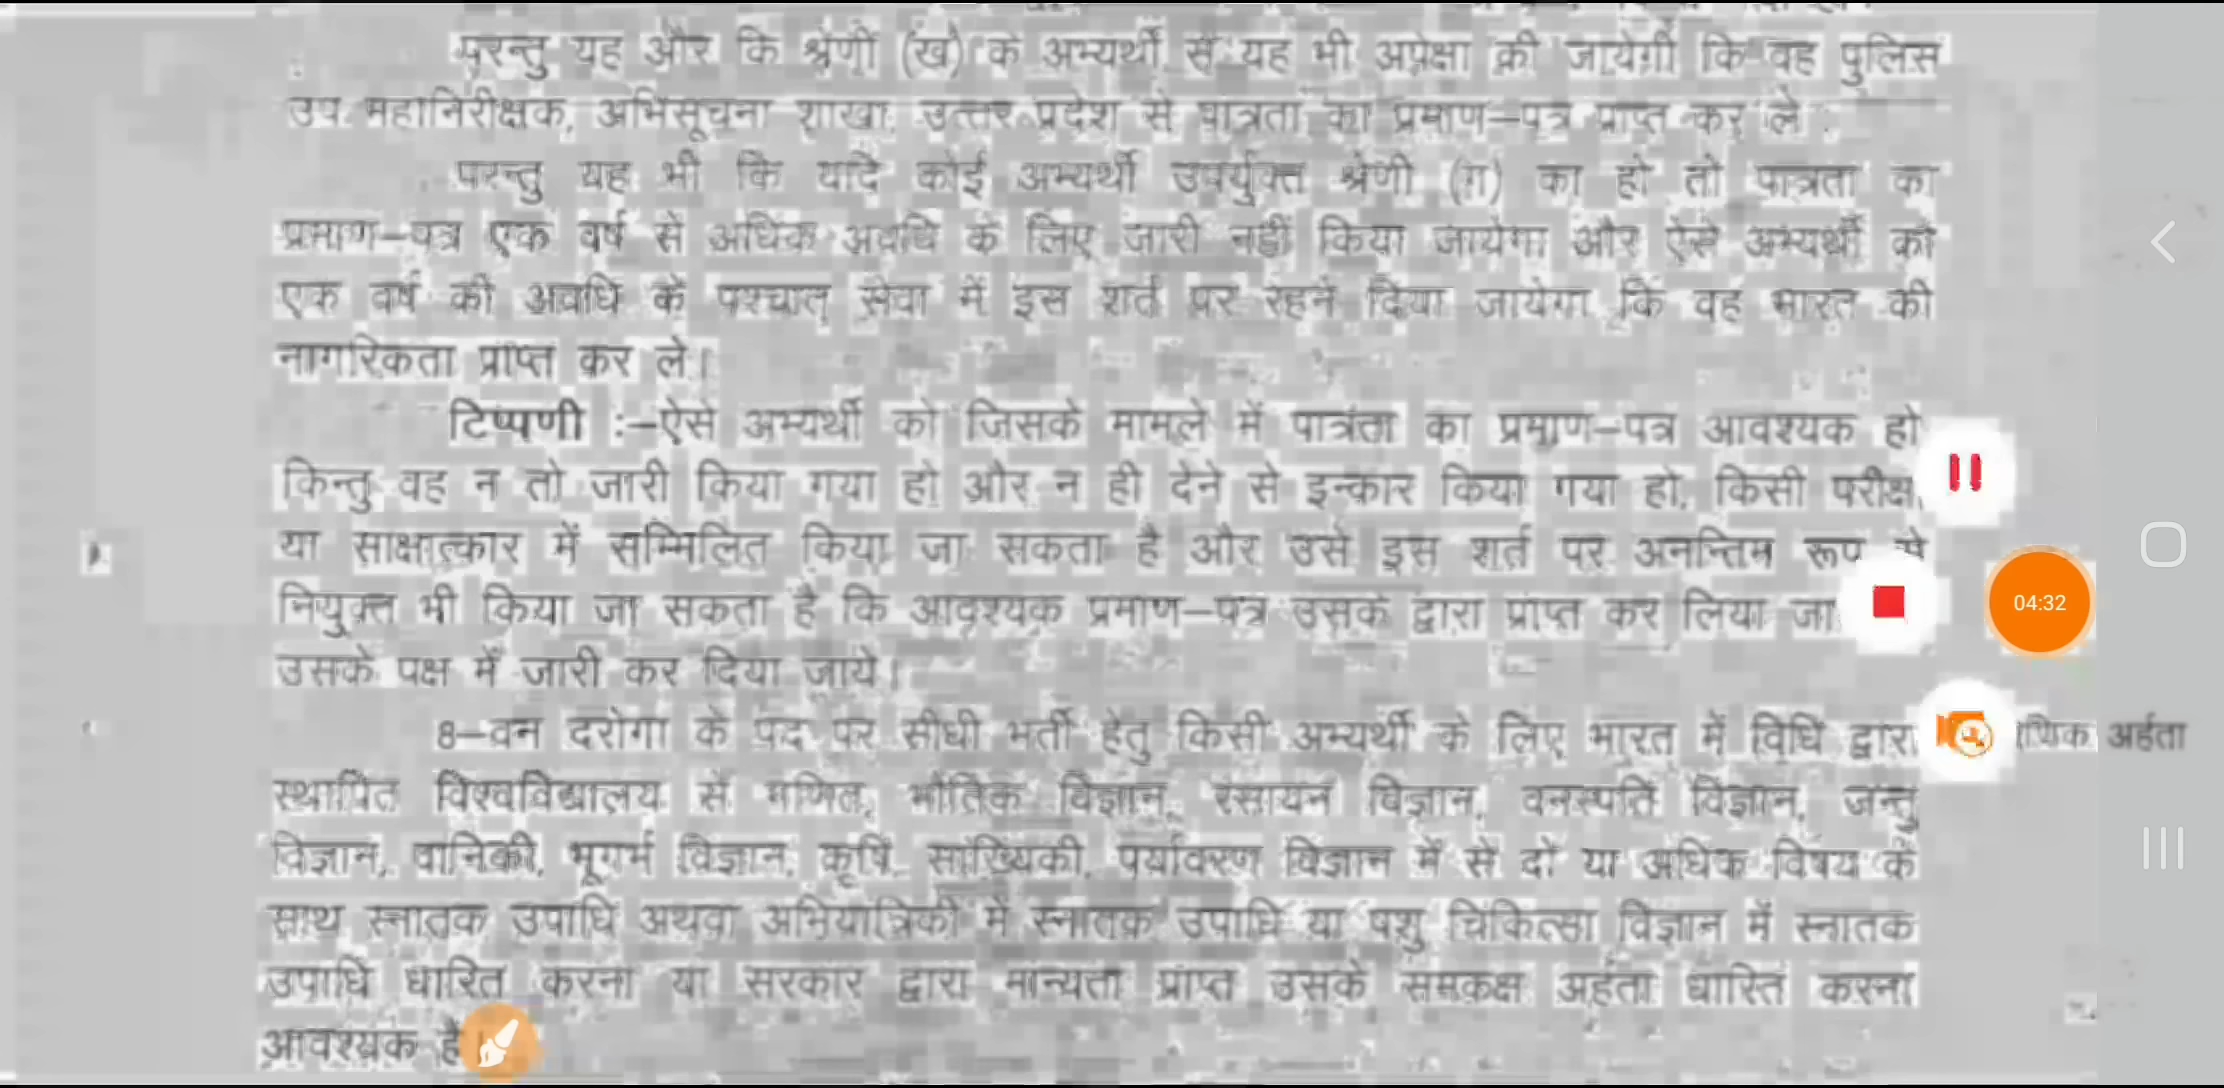 परन्तु यह और कि श्रेणी (ख) के अभ्यर्थी से यह भी अपेक्षा की जायेगी कि वह पुलिस
उप महानिरीक्षक, अभिसूचना शाखा, उत्तर प्रदेश से पात्रता का प्रमाण–पत्र प्राप्त कर ले :
परन्तु यह भी कि यदि कोई अभ्यर्थी उपर्युक्त श्रेणी (ग) का हो तो पात्रता का
प्रमाण–पत्र एक वर्ष से अधिक अवधि के लिए जारी नहीं किया जायेगा और ऐसे अभ्यर्थी को
एक वर्ष की अवधि के पश्चात् सेवा में इस शर्त पर रहने दिया जायेगा कि वह भारत की
नागरिकता प्राप्त कर ले।
टिप्पणी :–ऐसे अभ्यर्थी को जिसके मामले में पात्रता का प्रमाण–पत्र आवश्यक हो
किन्तु वह न तो जारी किया गया हो और न ही देने से इन्कार किया गया हो, किसी
या साक्षात्कार में सम्मिलित किया जा सकता है और उसे इस शर्त पर अनन्तिम रूप से
नियुक्त भी किया जा सकता है कि आवश्यक प्रमाण–पत्र उसके द्वारा प्राप्त कर लिया
04:32
उसके पक्ष में जारी कर दिया जाये।
8–वन दरोगा के पद पर सीधी भर्ती हेतु किसी अभ्यर्थी के लिए भारत में विधि द्वारा अर्हता
स्थापित विश्वविद्यालय से गणित, भौतिक विज्ञान, रसायन विज्ञान, वनस्पति विज्ञान, जन्तु
विज्ञान, वानिकी, भूगर्भ विज्ञान, कृषि, सांख्यिकी, पर्यावरण विज्ञान में से दो या अधिक विषय के
साथ स्नातक उपाधि अथवा अभियांत्रिकी में स्नातक उपाधि या पशु चिकित्सा विज्ञान में स्नातक
उपाधि धारित करना या सरकार द्वारा मान्यता प्राप्त उसके समकक्ष अर्हता धारित करना
आवश्यक है।